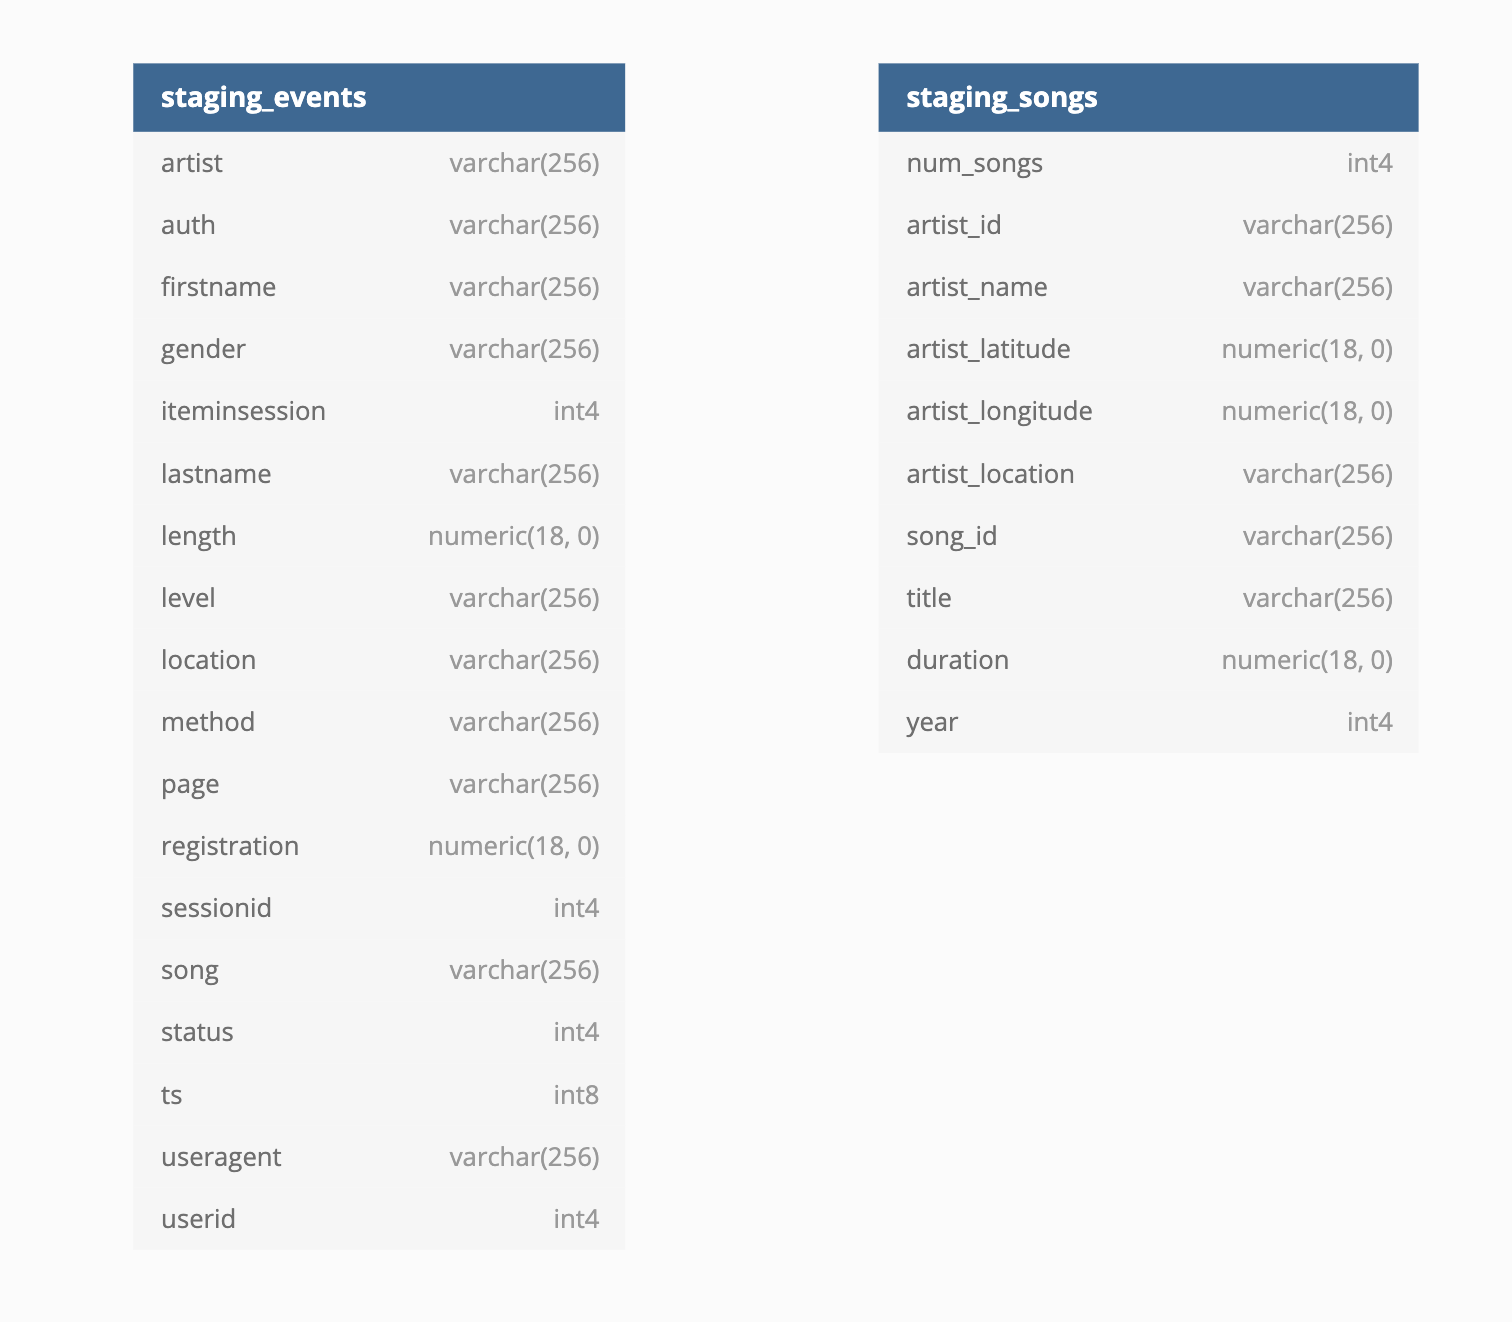 staging_events
artist varchar(256)
auth varchar(256)
firstname varchar(256)
gender varchar(256)
iteminsession int4
lastname varchar(256)
length numeric(18, 0)
level varchar(256)
location varchar(256)
method varchar(256)
page varchar(256)
registration numeric(18, 0)
sessionid int4
song varchar(256)
status int4
ts int8
useragent varchar(256)
userid int4
staging_songs
num_songs int4
artist_id varchar(256)
artist_name varchar(256)
artist_latitude numeric(18, 0)
artist_longitude numeric(18, 0)
artist_location varchar(256)
song_id varchar(256)
title varchar(256)
duration numeric(18, 0)
year int4